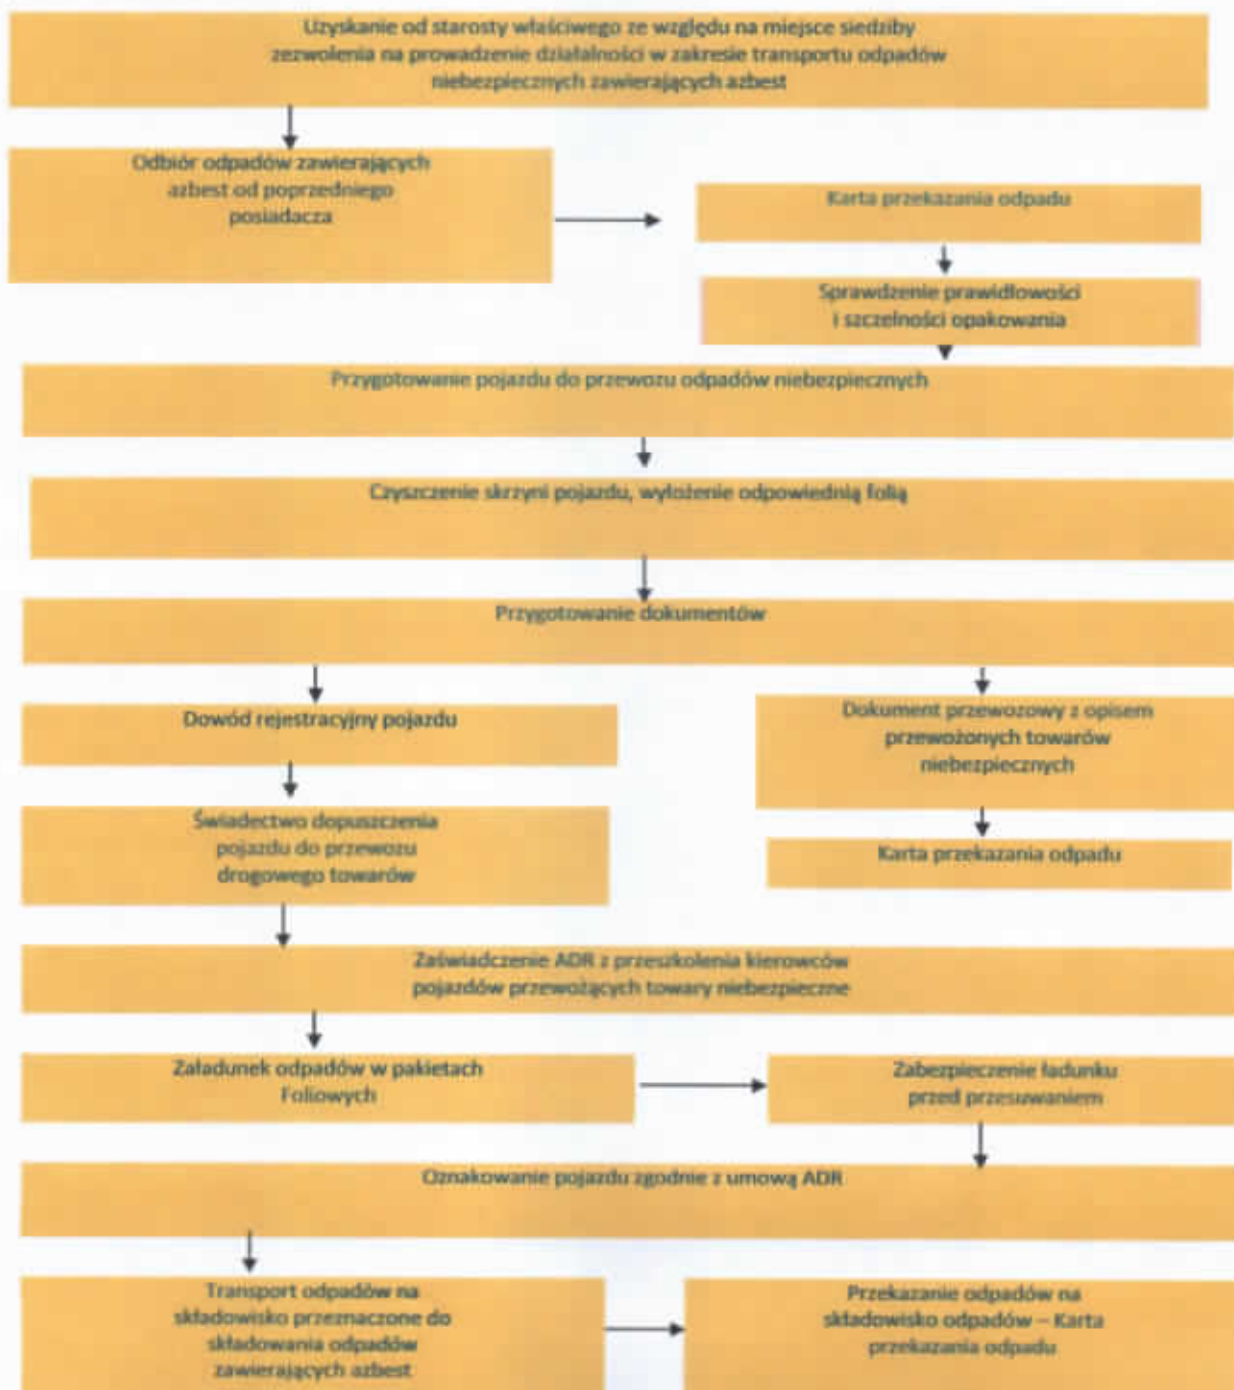 Uzyskanie od starosty właściwego ze względu na miejsce siedziby
zezwolenia na prowadzenie działalności w zakresie transportu odpadów
niebezpiecznych zawierających azbest
Odbiór odpadów zawierających
azbest od poprzedniego
posiadacza
Karta przekazania odpadu
Sprawdzenie prawidłowości
i szczelności opakowania
Przygotowanie pojazdu do przewozu odpadów niebezpiecznych
Czyszczenie skrzyni pojazdu, wyłożenie odpowiednią folią
Przygotowanie dokumentów
Dowód rejestracyjny pojazdu
Dokument przewozowy z opisem
przewożonych towarów
niebezpiecznych
Świadectwo dopuszczenia
pojazdu do przewozu
drogowego towarów
Karta przekazania odpadu
Zaświadczenie ADR z przeszkolenia kierowców
pojazdów przewożących towary niebezpieczne
Załadunek odpadów w pakietach
Foliowych
Zabezpieczenie ładunku
przed przesuwaniem
Oznakowanie pojazdu zgodnie z umową ADR
Transport odpadów na
składowisko przeznaczone do
składowania odpadów
zawierających azbest
Przekazanie odpadów na
składowisko odpadów – Karta
przekazania odpadu